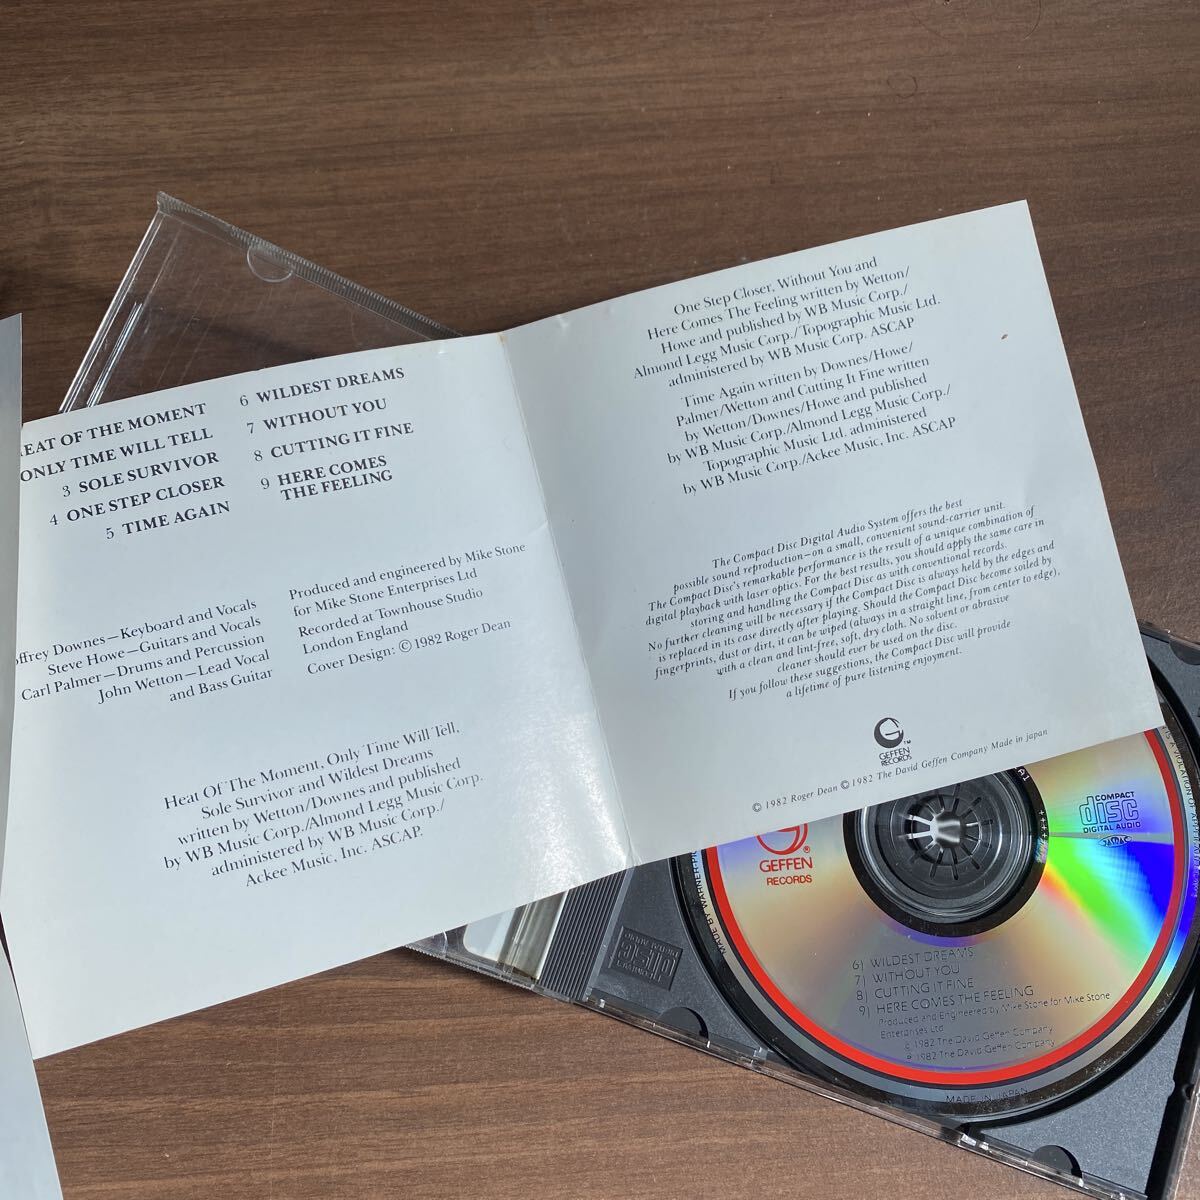 OF THE MOMENT
ONLY TIME WILL TELL
3 SOLE SURVIVOR
4 ONE STEP CLOSER
5 TIME AGAIN
6 WILDEST DREAMS
7 WITHOUT YOU
8 CUTTING IT FINE
9 HERE COMES
THE FEELING
Downes—Keyboard and Vocals
Steve Howe—Guitars and Vocals
Carl Palmer—Drums and Percussion
John Wetton—Lead Vocal
and Bass Guitar
Produced and engineered by Mike Stone
for Mike Stone Enterprises Ltd
Recorded at Townhouse Studio
London England
Cover Design: © 1982 Roger Dean
Heat Of The Moment, Only Time Will Tell,
Sole Survivor and Wildest Dreams
written by Wetton/Downes and published
by WB Music Corp./Almond Legg Music Corp.
administered by WB Music Corp./
Ackee Music, Inc. ASCAP.
One Step Closer, Without You and
Here Comes The Feeling written by Wetton/
Howe and published by WB Music Corp./
Almond Legg Music Corp./Topographic Music Ltd.
administered by WB Music Corp. ASCAP
Time Again written by Downes/Howe/
Palmer/Wetton and Cutting It Fine written
by Wetton/Downes/Howe and published
by WB Music Corp./Almond Legg Music Corp./
Topographic Music Ltd. administered
by WB Music Corp./Ackee Music, Inc. ASCAP
The Compact Disc Digital Audio System offers the best
possible sound reproduction—on a small, convenient sound-carrier unit.
The Compact Disc's remarkable performance is the result of a unique combination of
digital playback with laser optics. For the best results, you should apply the same care in
storing and handling the Compact Disc as with conventional records.
No further cleaning will be necessary if the Compact Disc is always held by the edges and
is replaced in its case directly after playing. Should the Compact Disc become soiled by
fingerprints, dust or dirt, it can be wiped (always in a straight line, from center to edge),
with a clean and lint-free, soft, dry cloth. No solvent or abrasive
cleaner should ever be used on the disc.
If you follow these suggestions, the Compact Disc will provide
a lifetime of pure listening enjoyment.
GEFFEN
RECORDS ™
© 1982 Roger Dean © 1982 The David Geffen Company Made in japan
GEFFEN ®
RECORDS
COMPACT
disc
DIGITAL AUDIO
6) WILDEST DREAMS
7) WITHOUT YOU
8) CUTTING IT FINE
9) HERE COMES THE FEELING
Produced and Engineered by Mike Stone for Mike Stone
Enterprises Ltd
℗ 1982 The David Geffen Company
© 1982 The David Geffen Company
MADE IN JAPAN
MADE BY WARNER-PI
IS A VIOLATION OF
COMPACT
disc
DIGITAL AUDIO